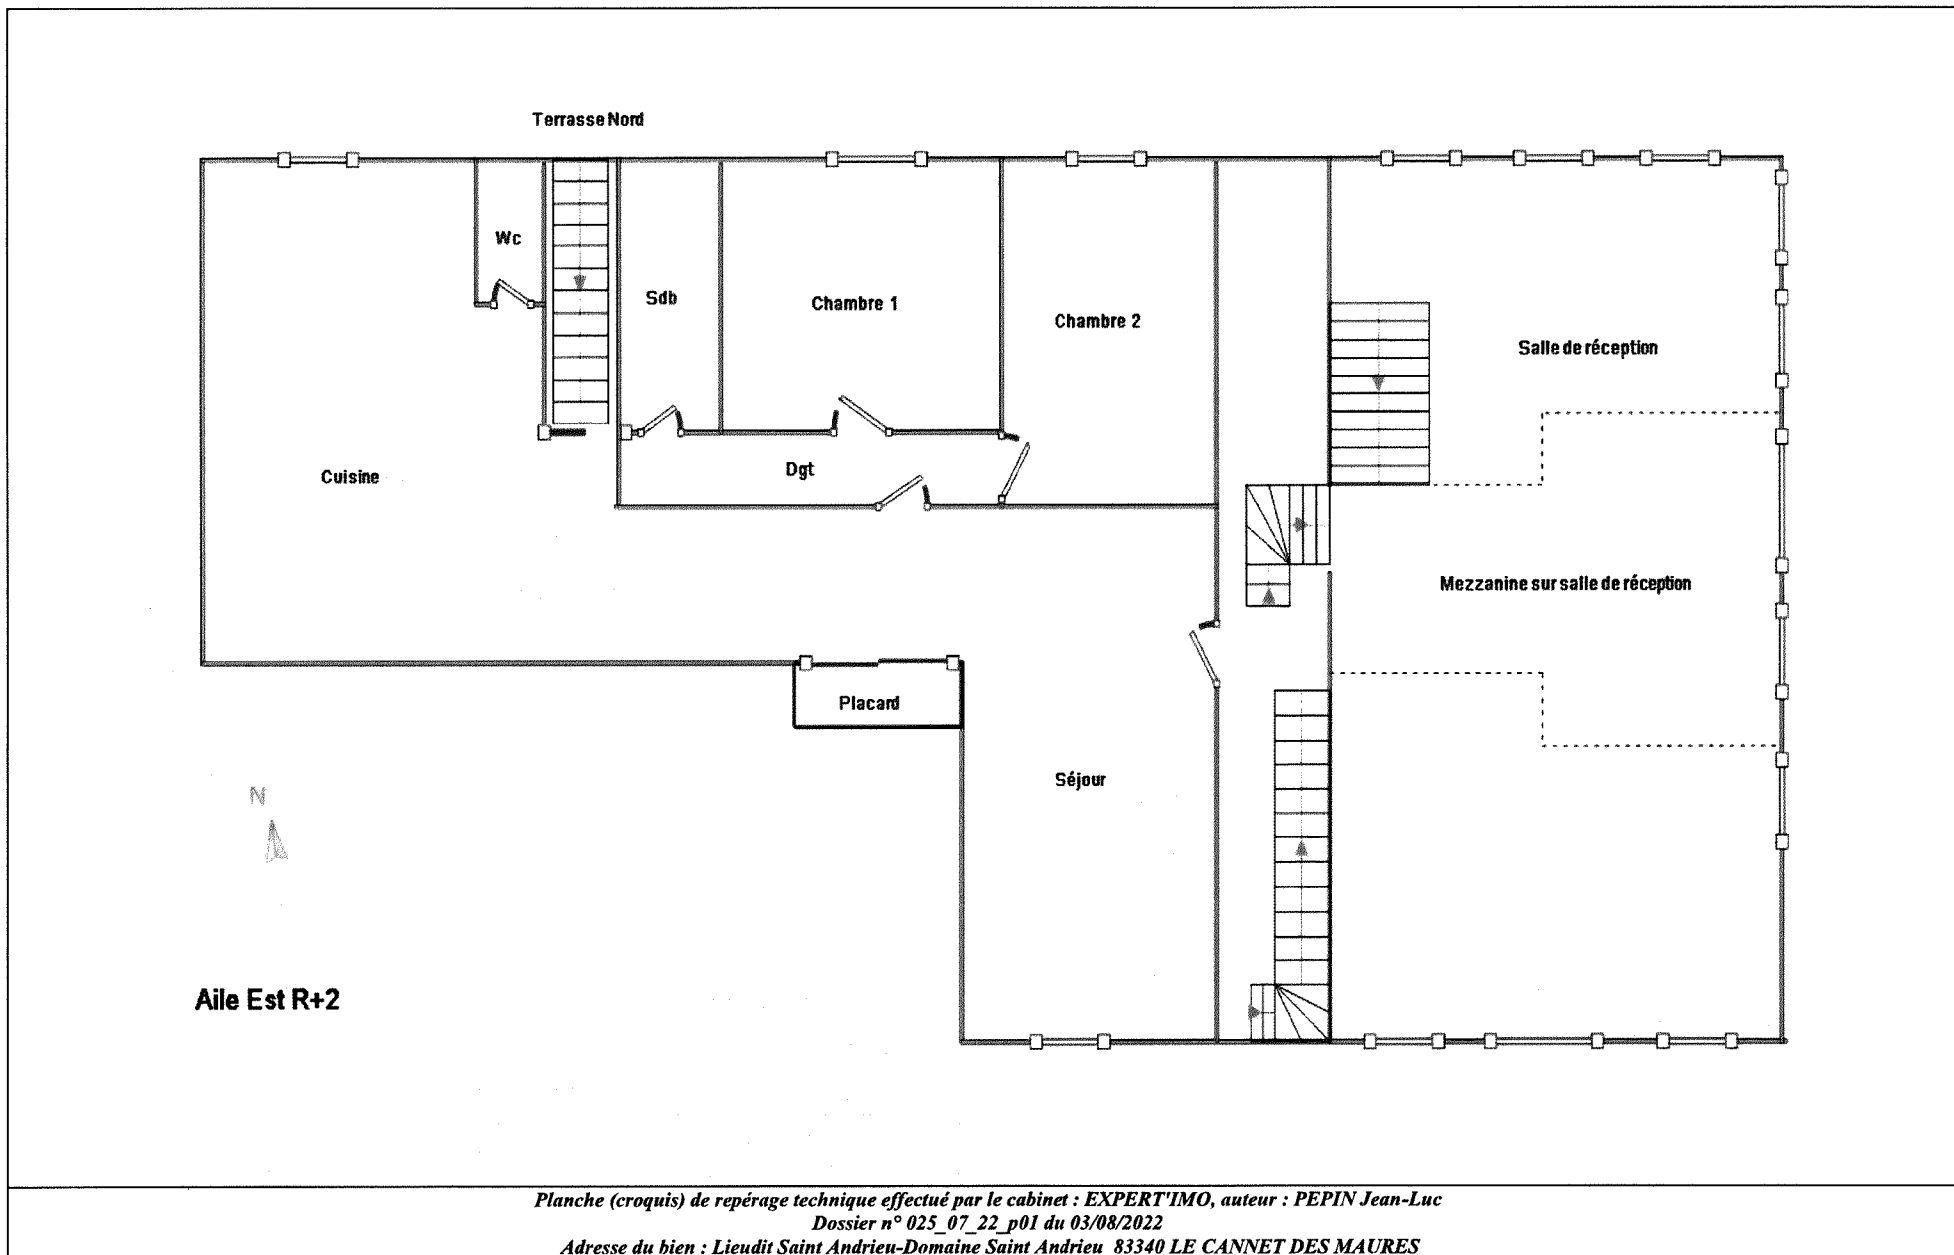 Terrasse Nord
Wc
Sdb
Chambre 1
Chambre 2
Salle de réception
Cuisine
Dgt
Mezzanine sur salle de réception
Placard
Séjour
N
Aile Est R+2
Planche (croquis) de repérage technique effectué par le cabinet : EXPERT'IMO, auteur : PEPIN Jean-Luc
Dossier n° 025_07_22_p01 du 03/08/2022
Adresse du bien : Lieudit Saint Andrieu-Domaine Saint Andrieu 83340 LE CANNET DES MAURES